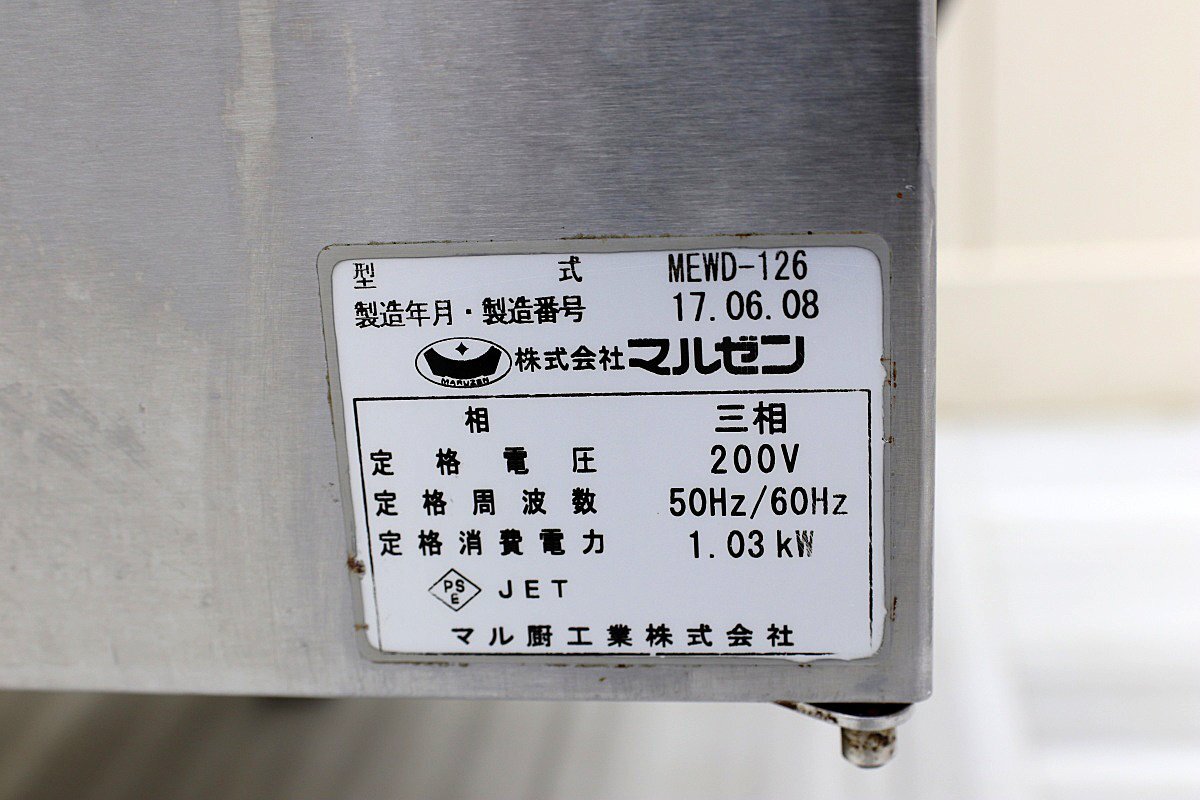 型式 MEWD-126
製造年月・製造番号 17.06.08
MARUZEN 株式会社マルゼン
相 三相
定格電圧 200V
定格周波数 50Hz/60Hz
定格消費電力 1.03kW
PSE JET
マル厨工業株式会社